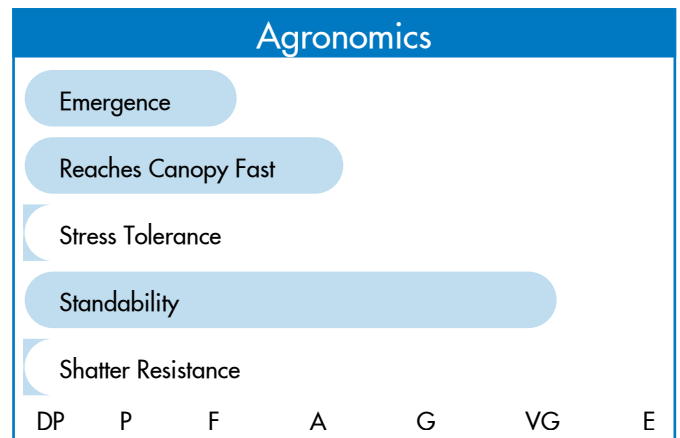 Agronomics
Emergence
Reaches Canopy Fast
Stress Tolerance
Standability
Shatter Resistance
DP P F A G VG E